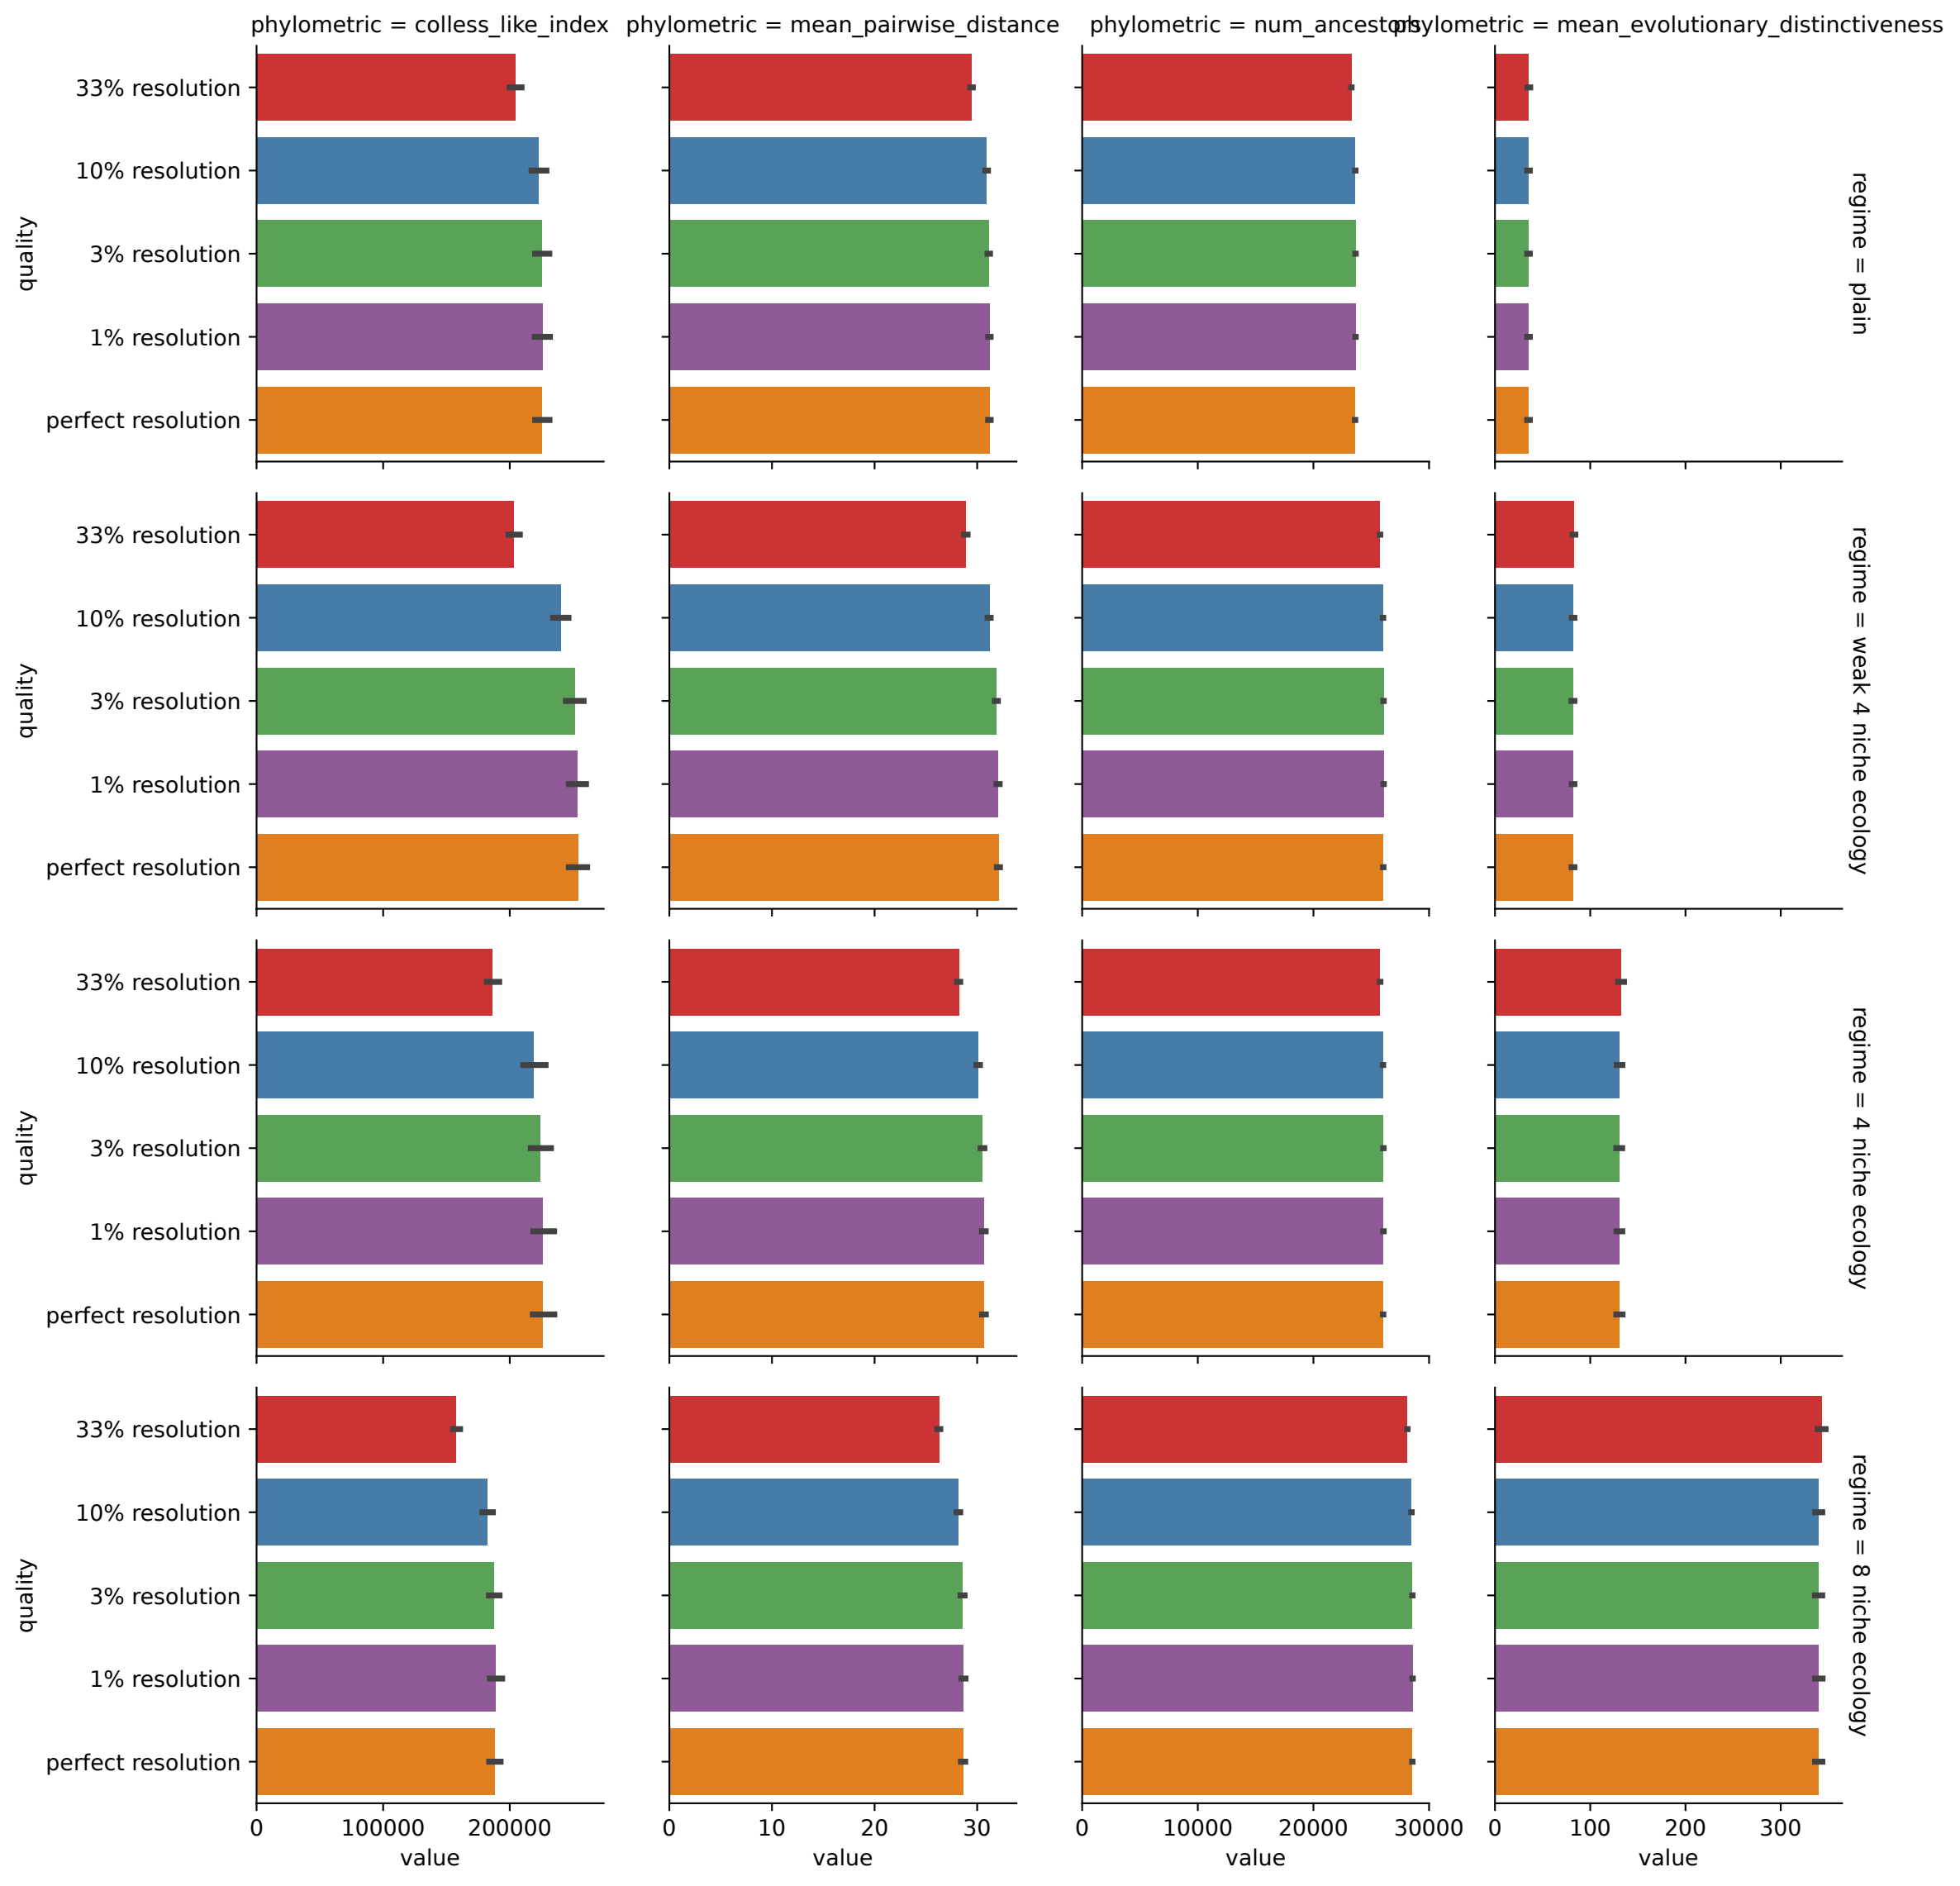 phylometric = colless_like_index
phylometric = mean_pairwise_distance
phylometric = num_ancestors
phylometric = mean_evolutionary_distinctiveness
quality
33% resolution
10% resolution
3% resolution
1% resolution
perfect resolution
regime = plain
quality
33% resolution
10% resolution
3% resolution
1% resolution
perfect resolution
regime = weak 4 niche ecology
quality
33% resolution
10% resolution
3% resolution
1% resolution
perfect resolution
regime = 4 niche ecology
quality
33% resolution
10% resolution
3% resolution
1% resolution
perfect resolution
regime = 8 niche ecology
0 100000 200000
value
0 10 20 30
value
0 10000 20000 30000
value
0 100 200 300
value